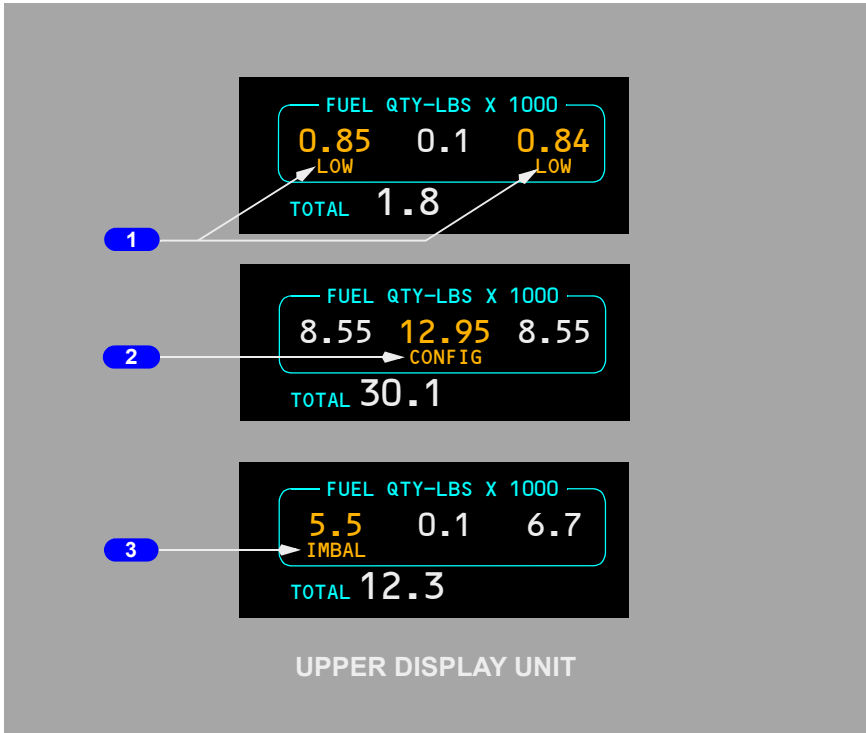 FUEL QTY-LBS X 1000
0.85 0.1 0.84
LOW LOW
TOTAL 1.8
1
FUEL QTY-LBS X 1000
8.55 12.95 8.55
2 CONFIG
TOTAL 30.1
FUEL QTY-LBS X 1000
5.5 0.1 6.7
3 IMBAL
TOTAL 12.3
UPPER DISPLAY UNIT